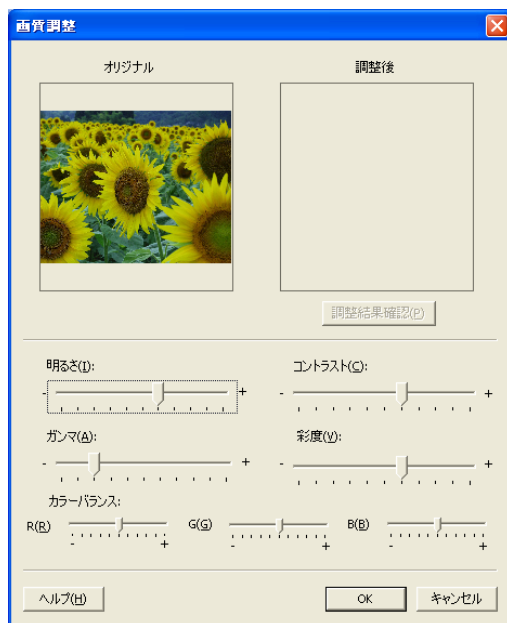 画質調整
オリジナル 調整後
調整結果確認(P)
明るさ(I): コントラスト(C):
- + - +
ガンマ(A): 彩度(V):
- + - +
カラーバランス:
R(R) G(G) B(B)
- + - + - +
ヘルプ(H) OK キャンセル